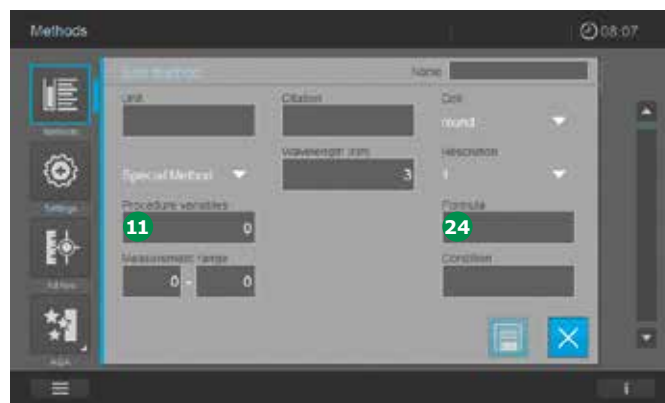 Methods
08:07
Name
Unit
Citation
Cell
round
Wavelength (nm)
Resolution
Special Method
3
1
Procedure variables
Formula
11
0
24
Measurement range
Condition
0 - 0
Methods
Settings
AQA
i